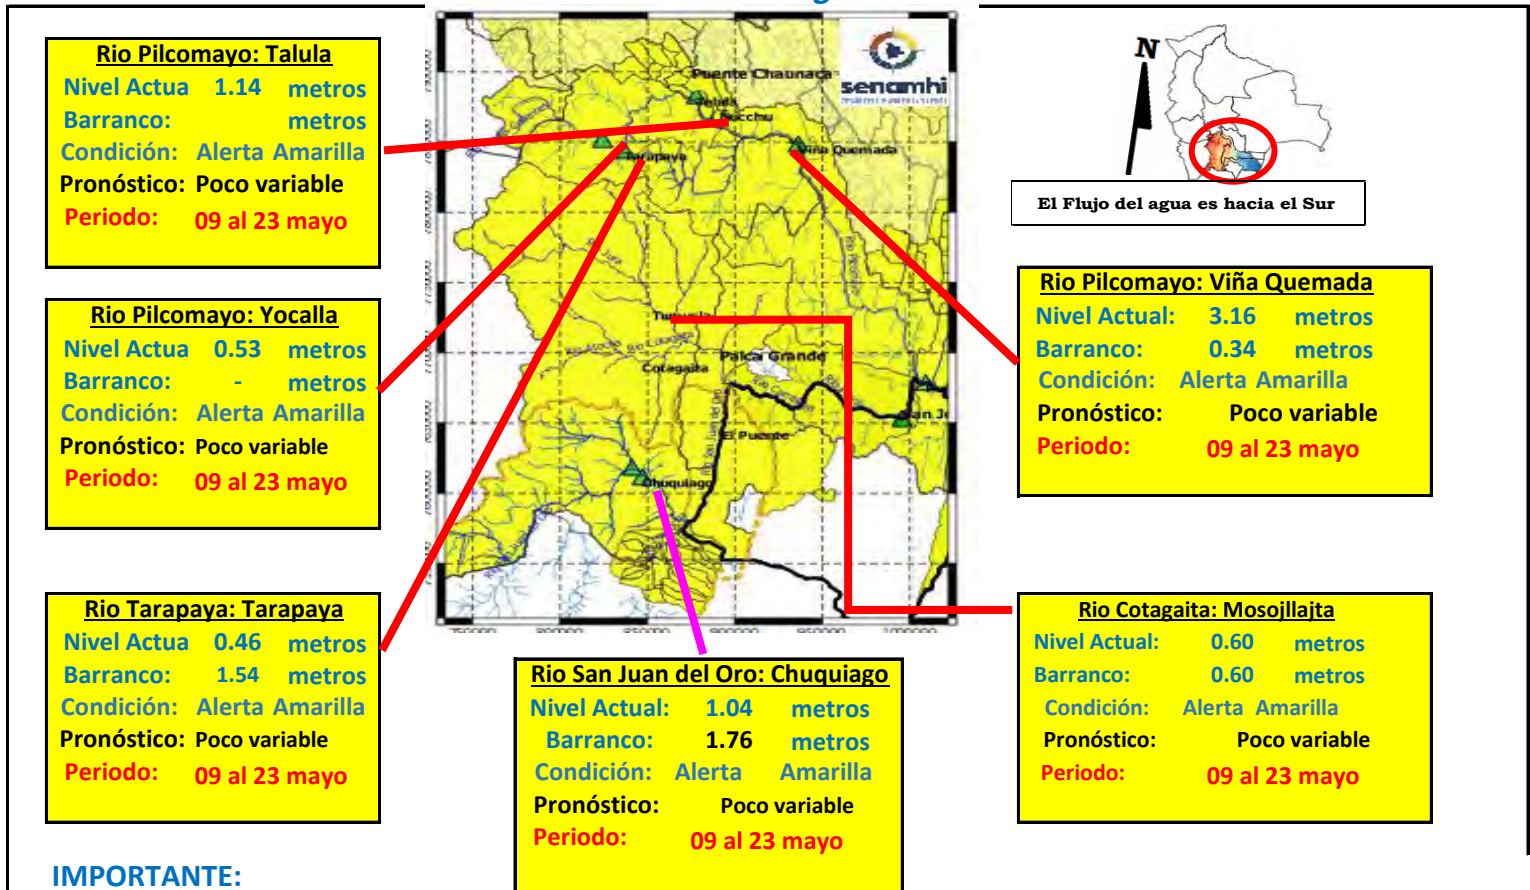 Rio Pilcomayo: Talula
Nivel Actua 1.14 metros
Barranco: metros
Condición: Alerta Amarilla
Pronóstico: Poco variable
Periodo: 09 al 23 mayo
Rio Pilcomayo: Yocalla
Nivel Actua 0.53 metros
Barranco: - metros
Condición: Alerta Amarilla
Pronóstico: Poco variable
Periodo: 09 al 23 mayo
Rio Tarapaya: Tarapaya
Nivel Actua 0.46 metros
Barranco: 1.54 metros
Condición: Alerta Amarilla
Pronóstico: Poco variable
Periodo: 09 al 23 mayo
IMPORTANTE:
senamhi
Puente Chaunaca
Talula
Tarapaya
Viña Quemada
Palca Grande
Cotagaita
El Puente
Chuquiago
Rio San Juan del Oro
Rio San Juan del Oro: Chuquiago
Nivel Actual: 1.04 metros
Barranco: 1.76 metros
Condición: Alerta Amarilla
Pronóstico: Poco variable
Periodo: 09 al 23 mayo
N
El Flujo del agua es hacia el Sur
Rio Pilcomayo: Viña Quemada
Nivel Actual: 3.16 metros
Barranco: 0.34 metros
Condición: Alerta Amarilla
Pronóstico: Poco variable
Periodo: 09 al 23 mayo
Rio Cotagaita: Mosojllajta
Nivel Actual: 0.60 metros
Barranco: 0.60 metros
Condición: Alerta Amarilla
Pronóstico: Poco variable
Periodo: 09 al 23 mayo